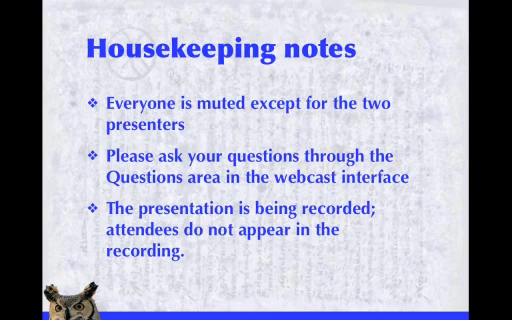 Housekeeping notes
❖ Everyone is muted except for the two
presenters
❖ Please ask your questions through the
Questions area in the webcast interface
❖ The presentation is being recorded;
attendees do not appear in the
recording.